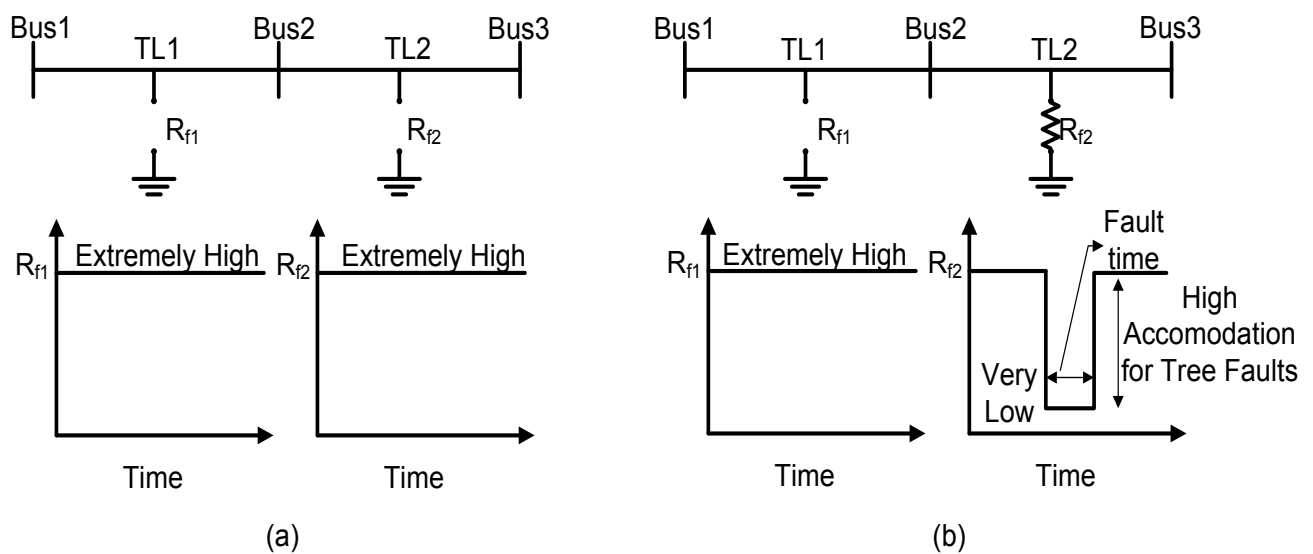 Bus1
TL1
Bus2
TL2
Bus3
Rf1
Rf2
Rf1
Extremely High
Rf2
Extremely High
Time
Time
(a)
Bus1
TL1
Bus2
TL2
Bus3
Rf1
Rf2
Rf1
Extremely High
Rf2
Fault
time
High
Accomodation
for Tree Faults
Very
Low
Time
Time
(b)